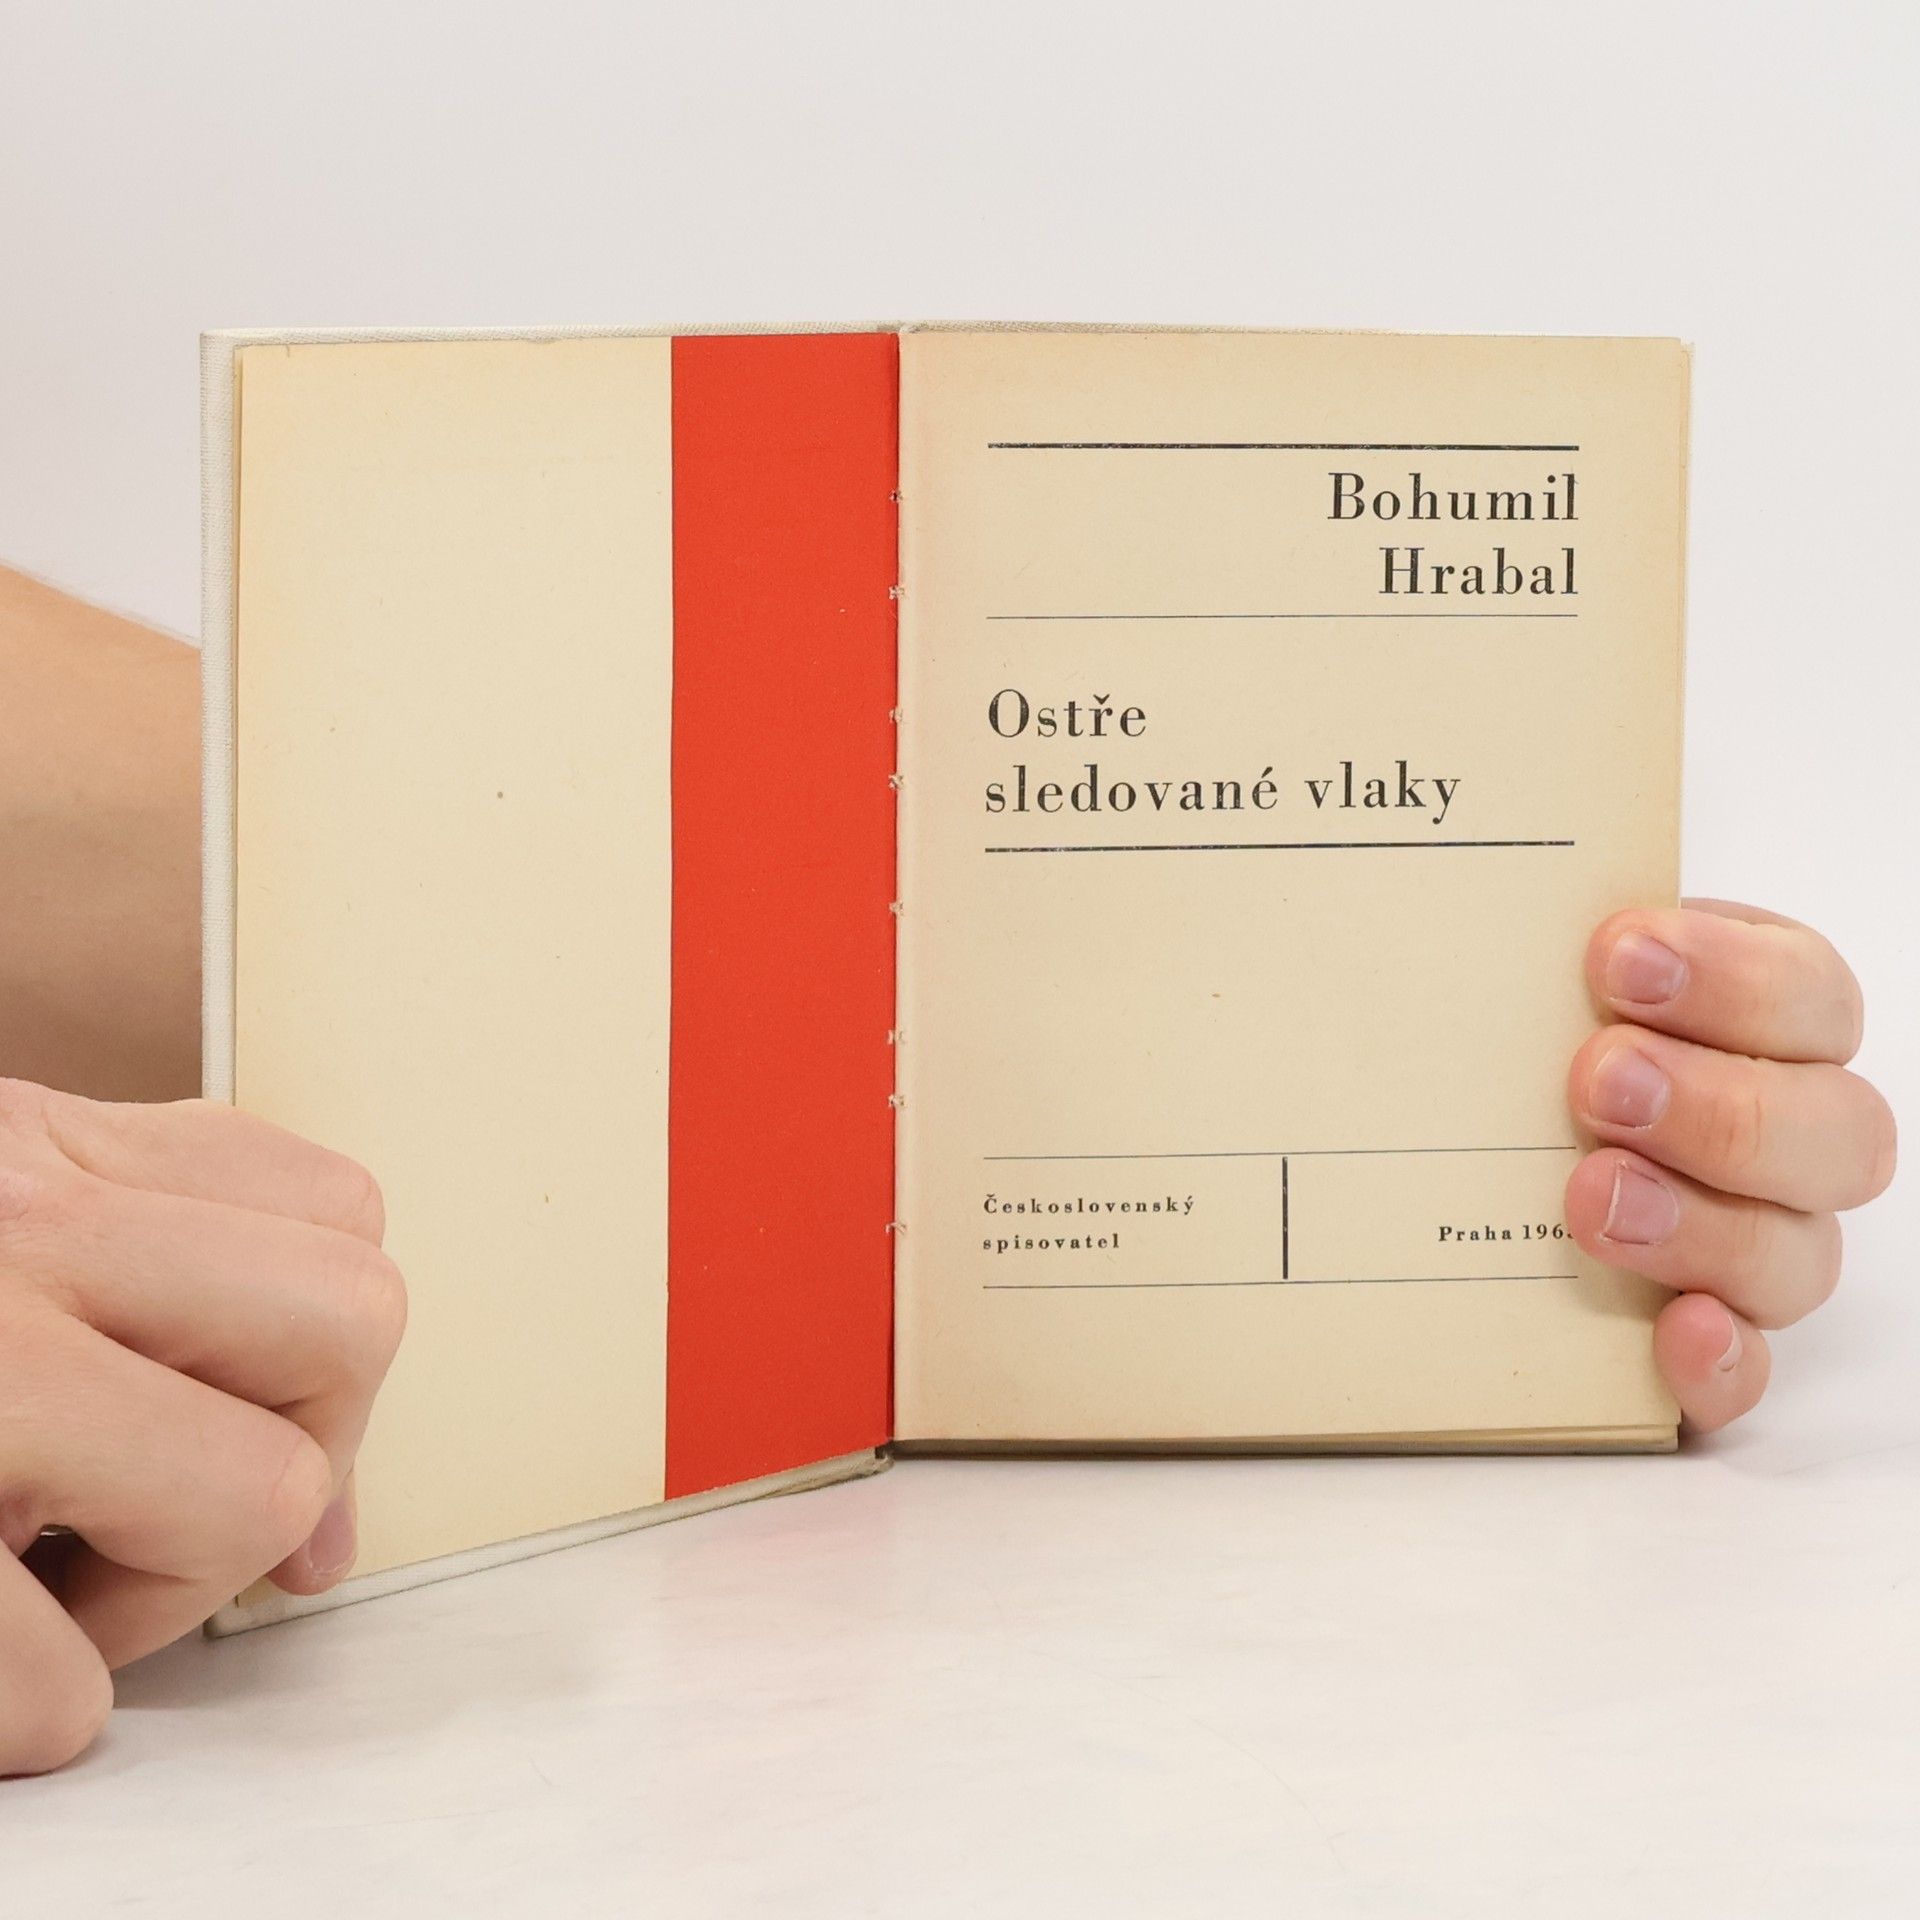 Bohumil
Hrabal
Ostře
sledované vlaky
Československý
spisovatel
Praha